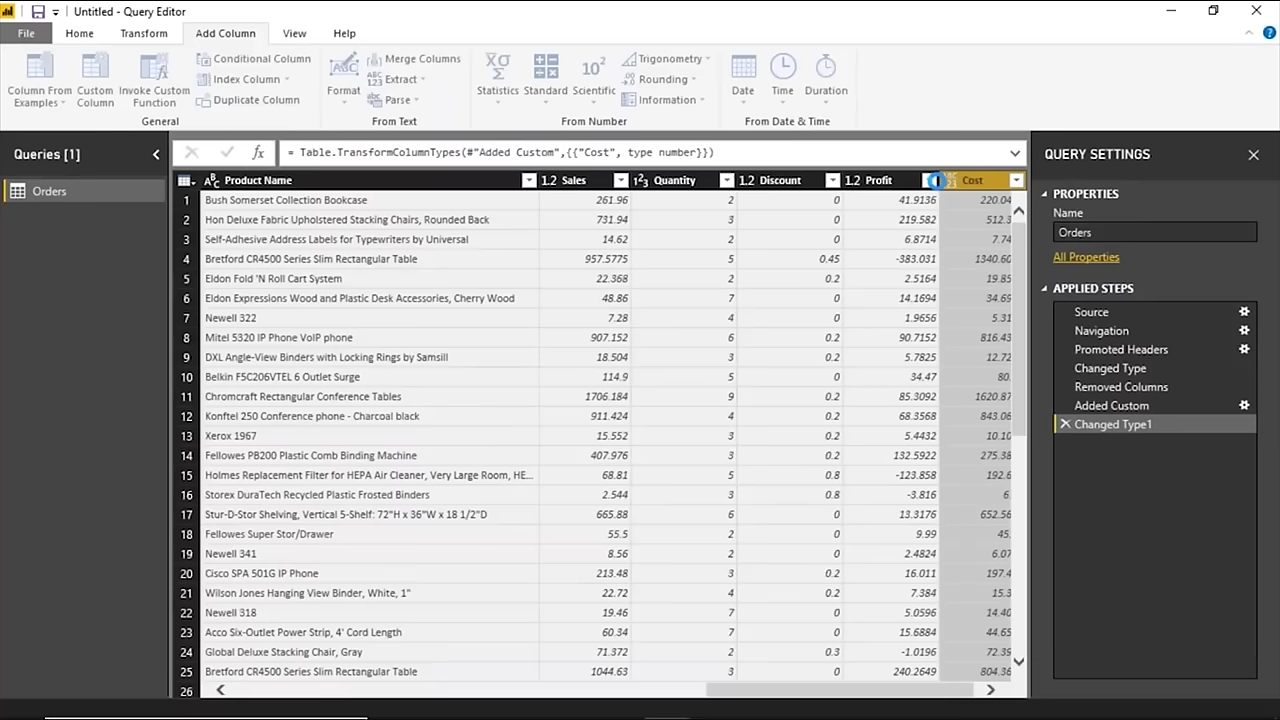 Untitled - Query Editor
File Home Transform Add Column View Help
Column From Examples
Custom Column
Invoke Custom Function
Conditional Column
Index Column
Duplicate Column
General
Format
Merge Columns
Extract
Parse
From Text
Statistics
Standard
Scientific
Trigonometry
Rounding
Information
From Number
Date
Time
Duration
From Date & Time
Queries [1]
Orders
= Table.TransformColumnTypes(#"Added Custom",{{"Cost", type number}})
Product Name 1.2 Sales 1²3 Quantity 1.2 Discount 1.2 Profit Cost
1 Bush Somerset Collection Bookcase 261.96 2 0 41.9136 220.04
2 Hon Deluxe Fabric Upholstered Stacking Chairs, Rounded Back 731.94 3 0 219.582 512.3
3 Self-Adhesive Address Labels for Typewriters by Universal 14.62 2 0 6.8714 7.74
4 Bretford CR4500 Series Slim Rectangular Table 957.5775 5 0.45 -383.031 1340.60
5 Eldon Fold 'N Roll Cart System 22.368 2 0.2 2.5164 19.85
6 Eldon Expressions Wood and Plastic Desk Accessories, Cherry Wood 48.86 7 0 14.1694 34.69
7 Newell 322 7.28 4 0 1.9656 5.31
8 Mitel 5320 IP Phone VoIP phone 907.152 6 0.2 90.7152 816.43
9 DXL Angle-View Binders with Locking Rings by Samsill 18.504 3 0.2 5.7825 12.72
10 Belkin F5C206VTEL 6 Outlet Surge 114.9 5 0 34.47 80.
11 Chromcraft Rectangular Conference Tables 1706.184 9 0.2 85.3092 1620.87
12 Konftel 250 Conference phone - Charcoal black 911.424 4 0.2 68.3568 843.06
13 Xerox 1967 15.552 3 0.2 5.4432 10.10
14 Fellowes PB200 Plastic Comb Binding Machine 407.976 3 0.2 132.5922 275.38
15 Holmes Replacement Filter for HEPA Air Cleaner, Very Large Room, HE... 68.81 5 0.8 -123.858 192.6
16 Storex DuraTech Recycled Plastic Frosted Binders 2.544 3 0.8 -3.816 6.
17 Stur-D-Stor Shelving, Vertical 5-Shelf: 72"H x 36"W x 18 1/2"D 665.88 6 0 13.3176 652.56
18 Fellowes Super Stor/Drawer 55.5 2 0 9.99 45.
19 Newell 341 8.56 2 0 2.4824 6.07
20 Cisco SPA 501G IP Phone 213.48 3 0.2 16.011 197.4
21 Wilson Jones Hanging View Binder, White, 1" 22.72 4 0.2 7.384 15.3
22 Newell 318 19.46 7 0 5.0596 14.40
23 Acco Six-Outlet Power Strip, 4' Cord Length 60.34 7 0 15.6884 44.65
24 Global Deluxe Stacking Chair, Gray 71.372 2 0.3 -1.0196 72.39
25 Bretford CR4500 Series Slim Rectangular Table 1044.63 3 0 240.2649 804.36
26
QUERY SETTINGS
PROPERTIES
Name
Orders
All Properties
APPLIED STEPS
Source
Navigation
Promoted Headers
Changed Type
Removed Columns
Added Custom
Changed Type1